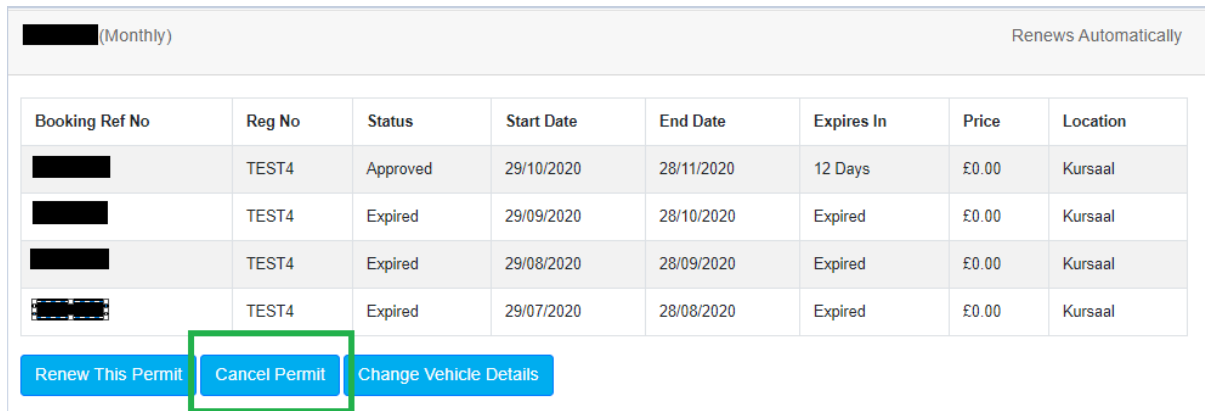 (Monthly) Renews Automatically
Booking Ref No Reg No Status Start Date End Date Expires In Price Location
TEST4 Approved 29/10/2020 28/11/2020 12 Days £0.00 Kursaal
TEST4 Expired 29/09/2020 28/10/2020 Expired £0.00 Kursaal
TEST4 Expired 29/08/2020 28/09/2020 Expired £0.00 Kursaal
TEST4 Expired 29/07/2020 28/08/2020 Expired £0.00 Kursaal
Renew This Permit Cancel Permit Change Vehicle Details